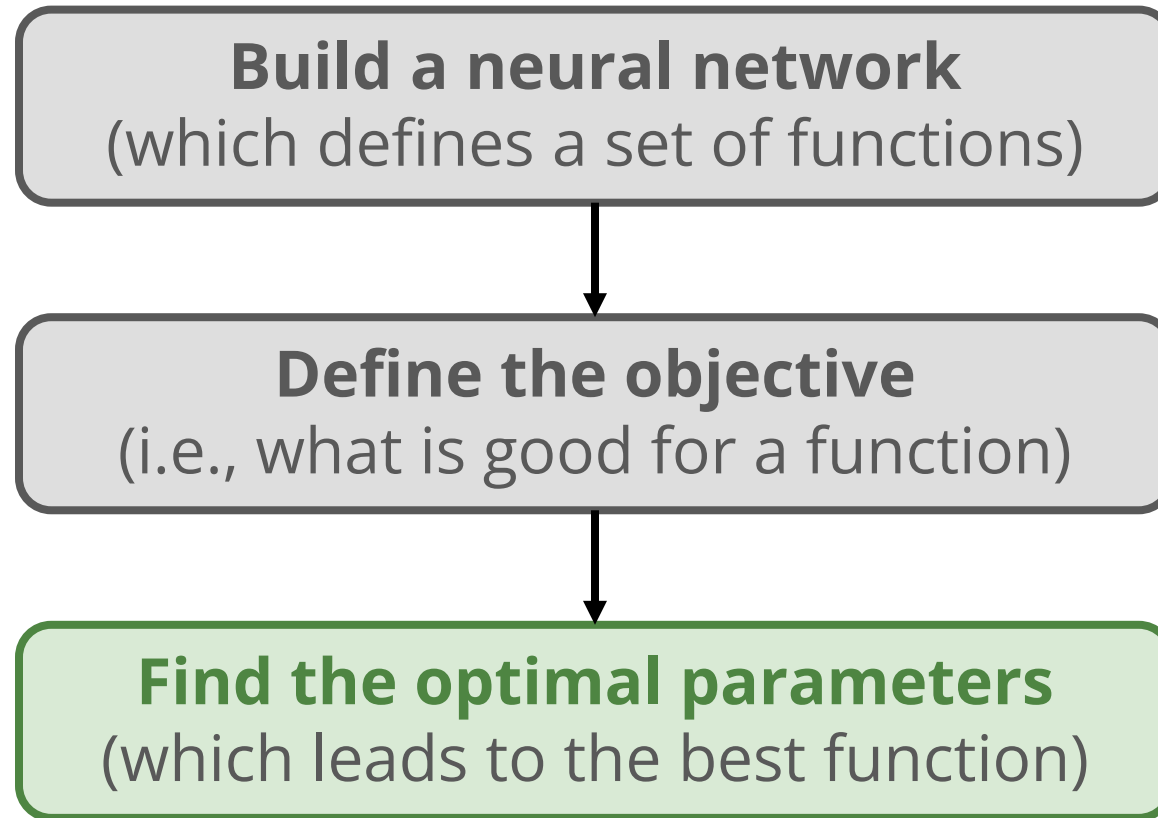 Build a neural network
(which defines a set of functions)
Define the objective
(i.e., what is good for a function)
Find the optimal parameters
(which leads to the best function)